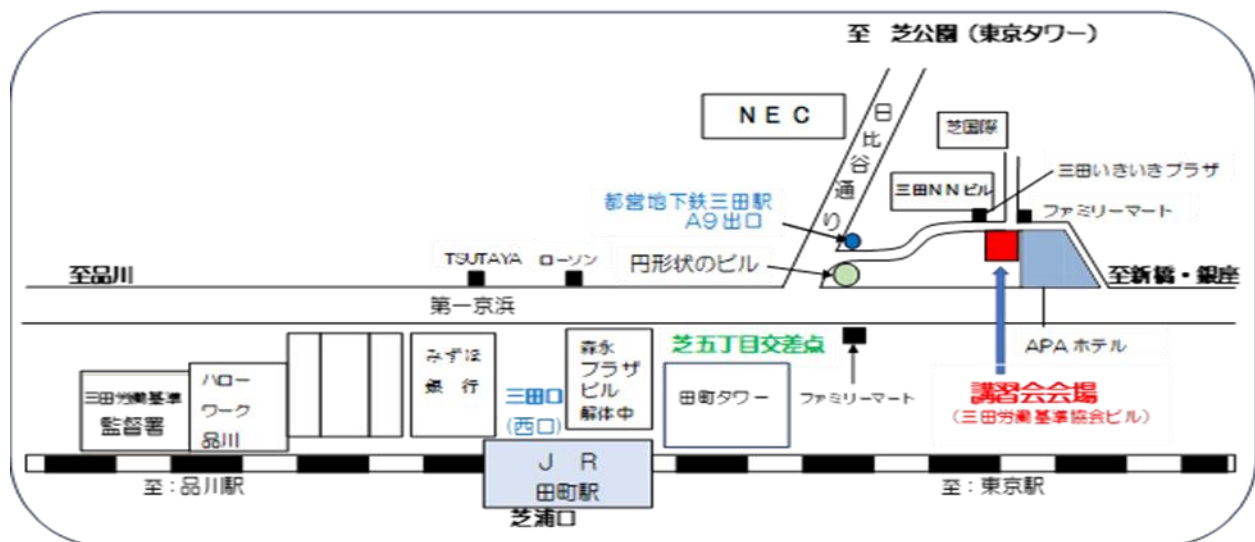 至 芝公園（東京タワー）
NEC
日比谷通り
芝国際
三田いきいきプラザ
三田NNビル
ファミリーマート
都営地下鉄三田駅
A9出口
円形状のビル
TSUTAYA
ローソン
至品川
至新橋・銀座
第一京浜
芝五丁目交差点
APAホテル
三田労働基準
監督署
ハロー
ワーク
品川
みずほ
銀 行
三田口
(西口)
森永
プラザ
ビル
解体中
田町タワー
ファミリーマート
講習会会場
（三田労働基準協会ビル）
JR
田町駅
芝浦口
至：品川駅
至：東京駅